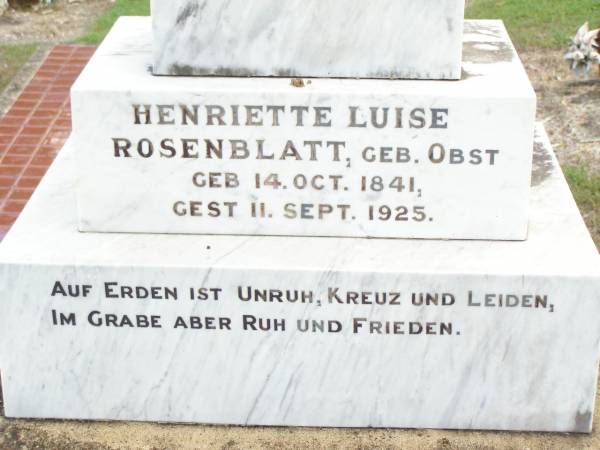 HENRIETTE LUISE
ROSENBLATT, GEB. OBST
GEB 14. OCT. 1841,
GEST 11. SEPT. 1925.
AUF ERDEN IST UNRUH, KREUZ UND LEIDEN,
IM GRABE ABER RUH UND FRIEDEN.